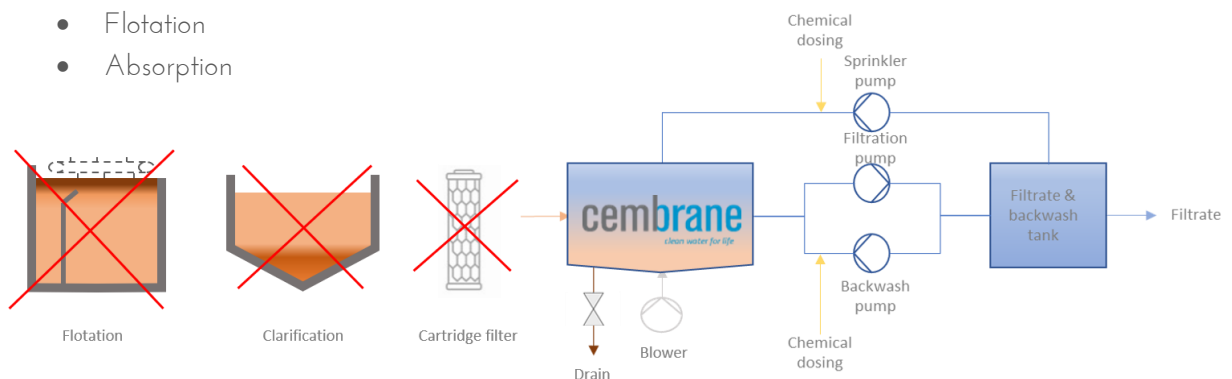 Flotation
Absorption
Chemical
dosing
Sprinkler
pump
Filtration
pump
cembrane
clean water for life
Filtrate &
backwash
tank
Filtrate
Backwash
pump
Flotation
Clarification
Cartridge filter
Blower
Chemical
dosing
Drain